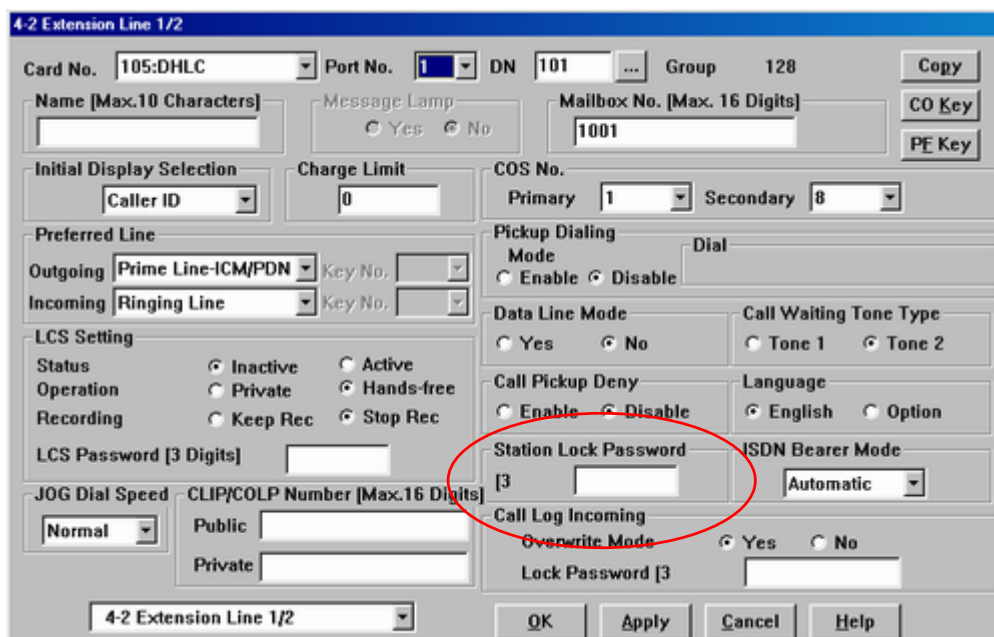 4-2 Extension Line 1/2
Card No. 105:DHLC Port No. 1 DN 101 ... Group 128 Copy
Name [Max.10 Characters] Message Lamp Mailbox No. [Max. 16 Digits] CO Key
Yes No 1001
PF Key
Initial Display Selection Charge Limit COS No.
Caller ID 0 Primary 1 Secondary 8
Preferred Line Pickup Dialing
Mode Dial
Outgoing Prime Line-ICM/PDN Key No. Enable Disable
Incoming Ringing Line Key No.
Data Line Mode Call Waiting Tone Type
LCS Setting Yes No Tone 1 Tone 2
Status Inactive Active
Operation Private Hands-free Call Pickup Deny Language
Recording Keep Rec Stop Rec Enable Disable English Option
LCS Password [3 Digits] Station Lock Password ISDN Bearer Mode
[3 Automatic
JOG Dial Speed CLIP/COLP Number [Max.16 Digits]
Normal Public Call Log Incoming
Overwrite Mode Yes No
Private Lock Password [3
4-2 Extension Line 1/2 OK Apply Cancel Help